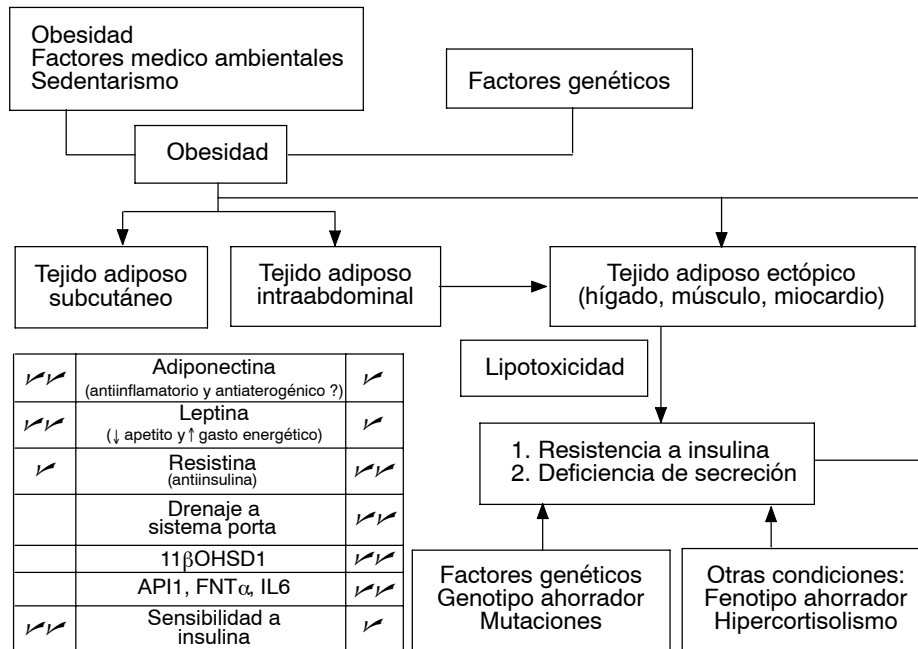 Obesidad
Factores medico ambientales
Sedentarismo
Factores genéticos
Obesidad
Tejido adiposo
subcutáneo
Tejido adiposo
intraabdominal
Tejido adiposo ectópico
(hígado, músculo, miocardio)
Lipotoxicidad
Adiponectina
(antiinflamatorio y antiaterogénico ?)
Leptina
(↓ apetito y ↑ gasto energético)
Resistina
(antiinsulina)
Drenaje a
sistema porta
11βOHSD1
API1, FNTα, IL6
Sensibilidad a
insulina
1. Resistencia a insulina
2. Deficiencia de secreción
Factores genéticos
Genotipo ahorrador
Mutaciones
Otras condiciones:
Fenotipo ahorrador
Hipercortisolismo